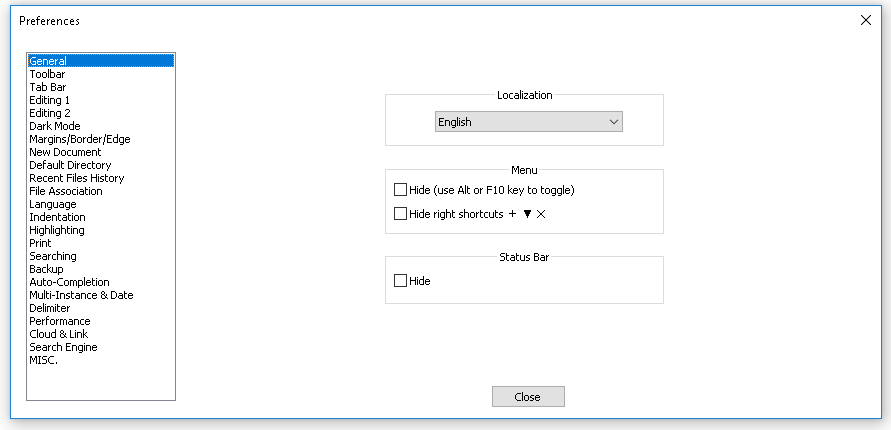 Preferences
General
Toolbar
Tab Bar
Editing 1
Editing 2
Dark Mode
Margins/Border/Edge
New Document
Default Directory
Recent Files History
File Association
Language
Indentation
Highlighting
Print
Searching
Backup
Auto-Completion
Multi-Instance & Date
Delimiter
Performance
Cloud & Link
Search Engine
MISC.
Localization
English
Menu
Hide (use Alt or F10 key to toggle)
Hide right shortcuts + ▼ ✕
Status Bar
Hide
Close